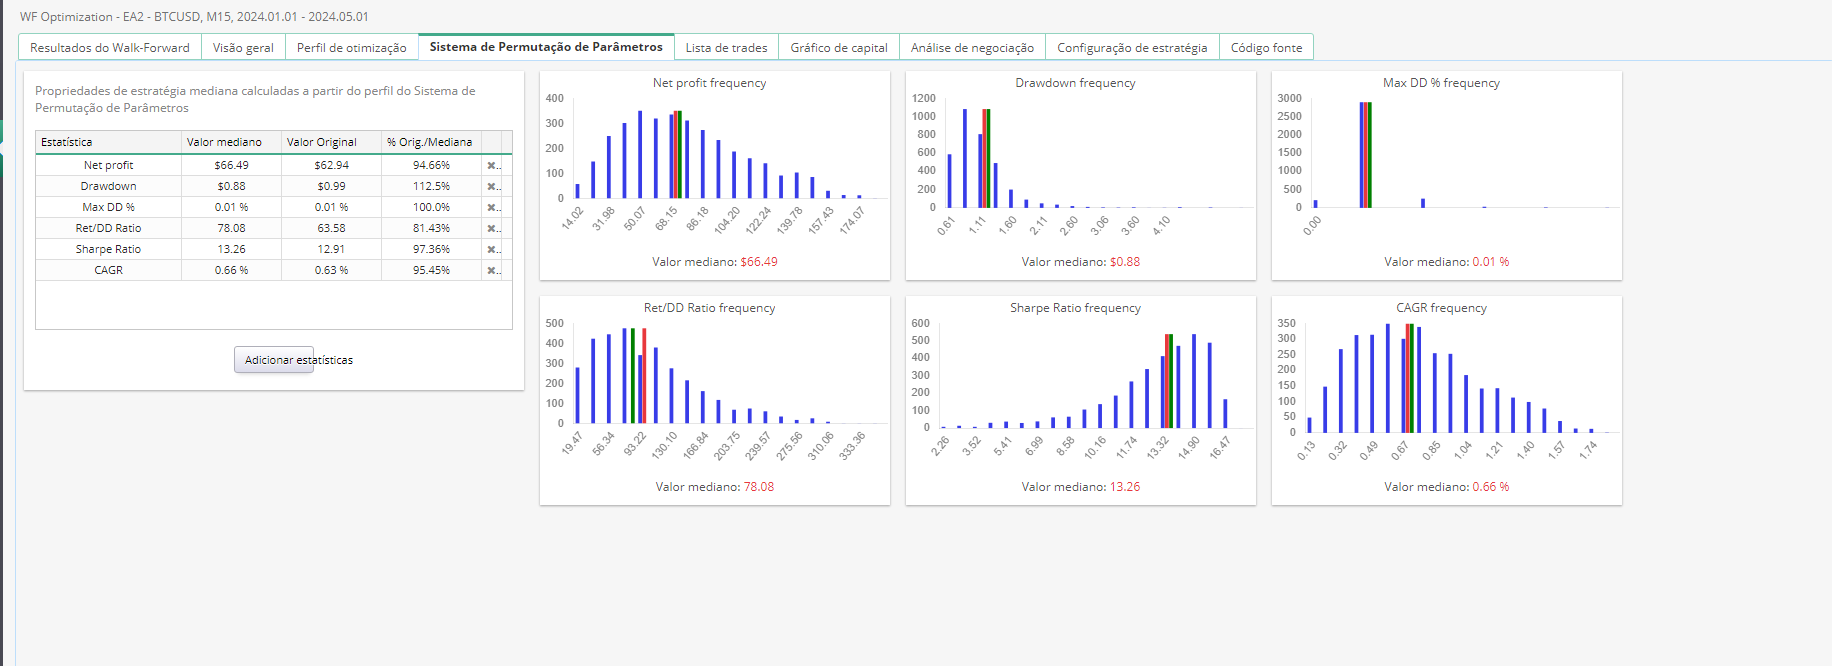 WF Optimization - EA2 - BTCUSD, M15, 2024.01.01 - 2024.05.01
Resultados do Walk-Forward Visão geral Perfil de otimização Sistema de Permutação de Parâmetros Lista de trades Gráfico de capital Análise de negociação Configuração de estratégia Código fonte
Propriedades de estratégia mediana calculadas a partir do perfil do Sistema de
Permutação de Parâmetros
Estatística Valor mediano Valor Original % Orig./Mediana
Net profit $66.49 $62.94 94.66%
Drawdown $0.88 $0.99 112.5%
Max DD % 0.01 % 0.01 % 100.0%
Ret/DD Ratio 78.08 63.58 81.43%
Sharpe Ratio 13.26 12.91 97.36%
CAGR 0.66 % 0.63 % 95.45%
Adicionar estatísticas
Net profit frequency
400
300
200
100
0
14.02 31.98 50.07 68.15 86.18 104.20 122.24 139.78 157.43 174.07
Valor mediano: $66.49
Drawdown frequency
1200
1000
800
600
400
200
0
0.61 1.11 1.60 2.11 2.60 3.06 3.60 4.10
Valor mediano: $0.88
Max DD % frequency
3000
2500
2000
1500
1000
500
0
0.00
Valor mediano: 0.01 %
Ret/DD Ratio frequency
500
400
300
200
100
0
19.47 56.34 93.22 130.10 166.84 203.75 239.57 275.56 310.06 333.36
Valor mediano: 78.08
Sharpe Ratio frequency
600
500
400
300
200
100
0
2.26 3.52 5.41 6.99 8.58 10.16 11.74 13.32 14.90 16.47
Valor mediano: 13.26
CAGR frequency
350
300
250
200
150
100
50
0
0.13 0.32 0.49 0.67 0.85 1.04 1.21 1.40 1.57 1.74
Valor mediano: 0.66 %